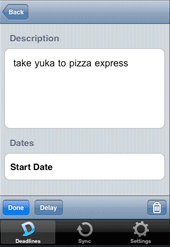 Back
Description
take yuka to pizza express
Dates
Start Date
Done Delay
Deadlines Sync Settings